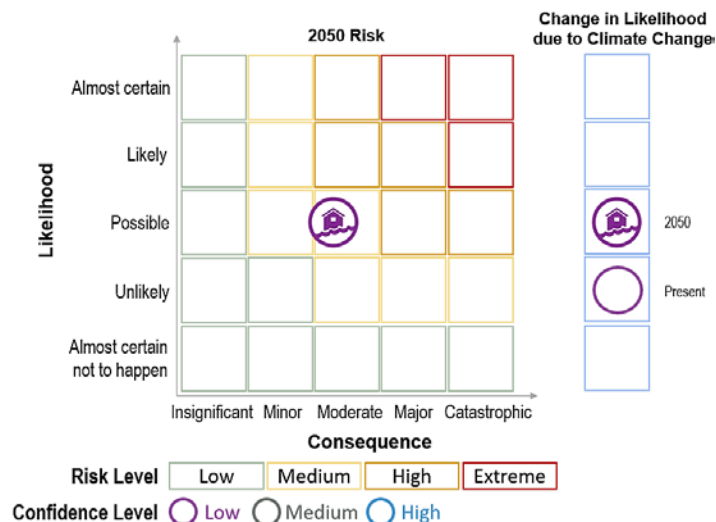 2050 Risk
Change in Likelihood
due to Climate Change
Almost certain
Likely
Possible
Unlikely
Almost certain
not to happen
Likelihood
2050
Present
Insignificant Minor Moderate Major Catastrophic
Consequence
Risk Level Low Medium High Extreme
Confidence Level Low Medium High